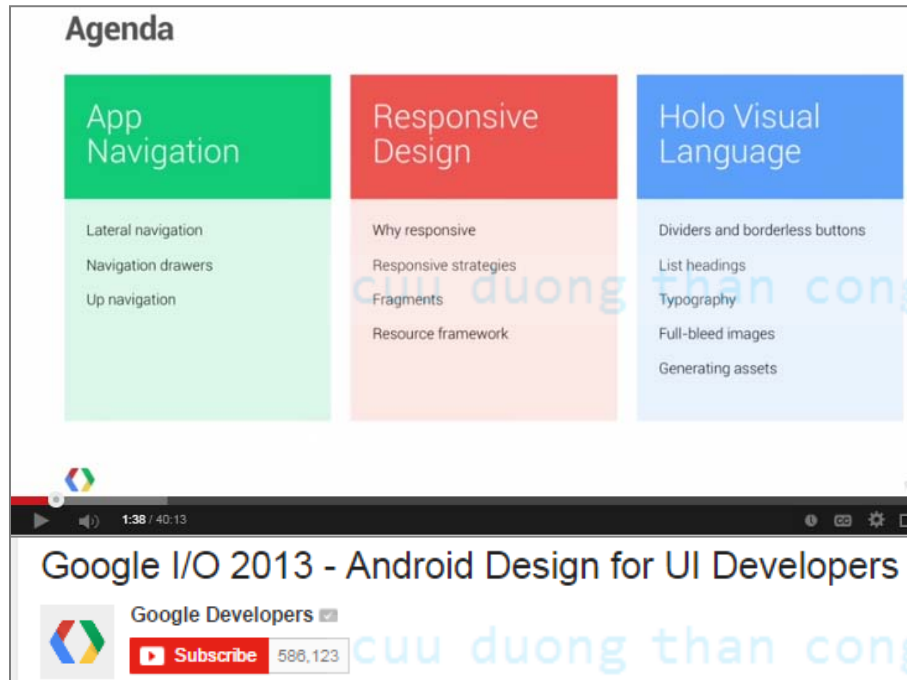 Agenda
App
Navigation
Lateral navigation
Navigation drawers
Up navigation
Responsive
Design
Why responsive
Responsive strategies
Fragments
Resource framework
Holo Visual
Language
Dividers and borderless buttons
List headings
Typography
Full-bleed images
Generating assets
cuu duong than cong
1:38 / 40:13
CC
Google I/O 2013 - Android Design for UI Developers
Google Developers
Subscribe 586,123
cuu duong than cong